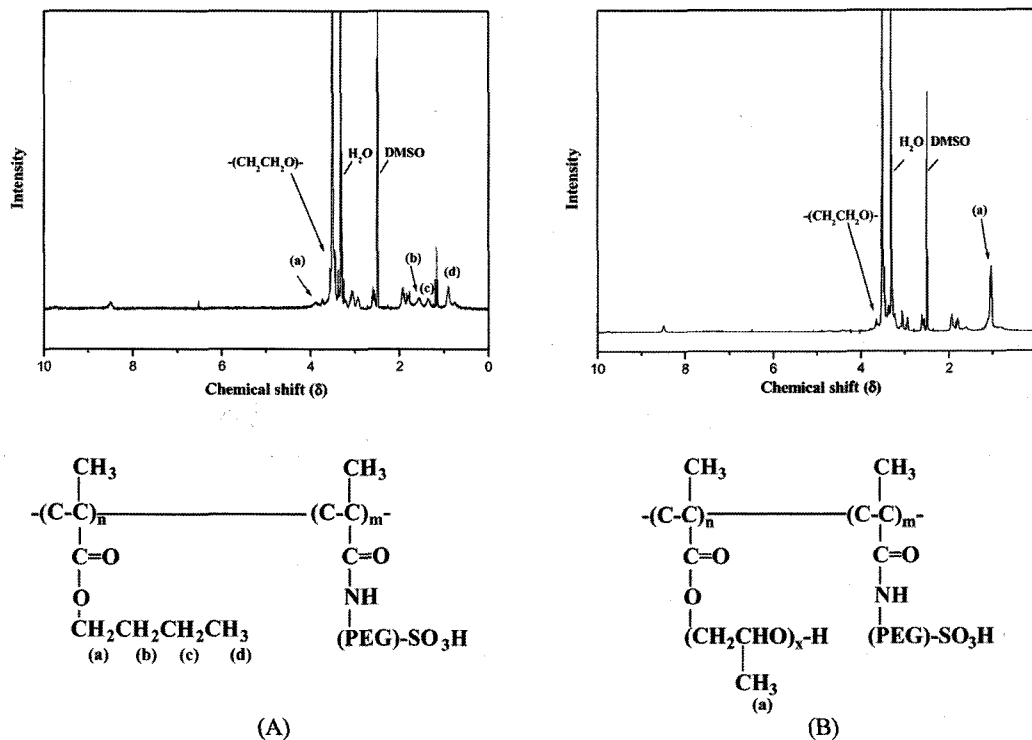 Intensity
-(CH₂CH₂O)-
H₂O
DMSO
(a)
(b)
(c)
(d)
10
8
6
4
2
0
Chemical shift (δ)
Intensity
H₂O
DMSO
-(CH₂CH₂O)-
(a)
10
8
6
4
2
Chemical shift (δ)
CH₃ CH₃
-(C-C)ₙ (C-C)ₘ-
C=O C=O
O NH
CH₂CH₂CH₂CH₃ (PEG)-SO₃H
(a) (b) (c) (d)
(A)
CH₃ CH₃
-(C-C)ₙ (C-C)ₘ-
C=O C=O
O NH
(CH₂CHO)ₓ-H (PEG)-SO₃H
CH₃
(a)
(B)